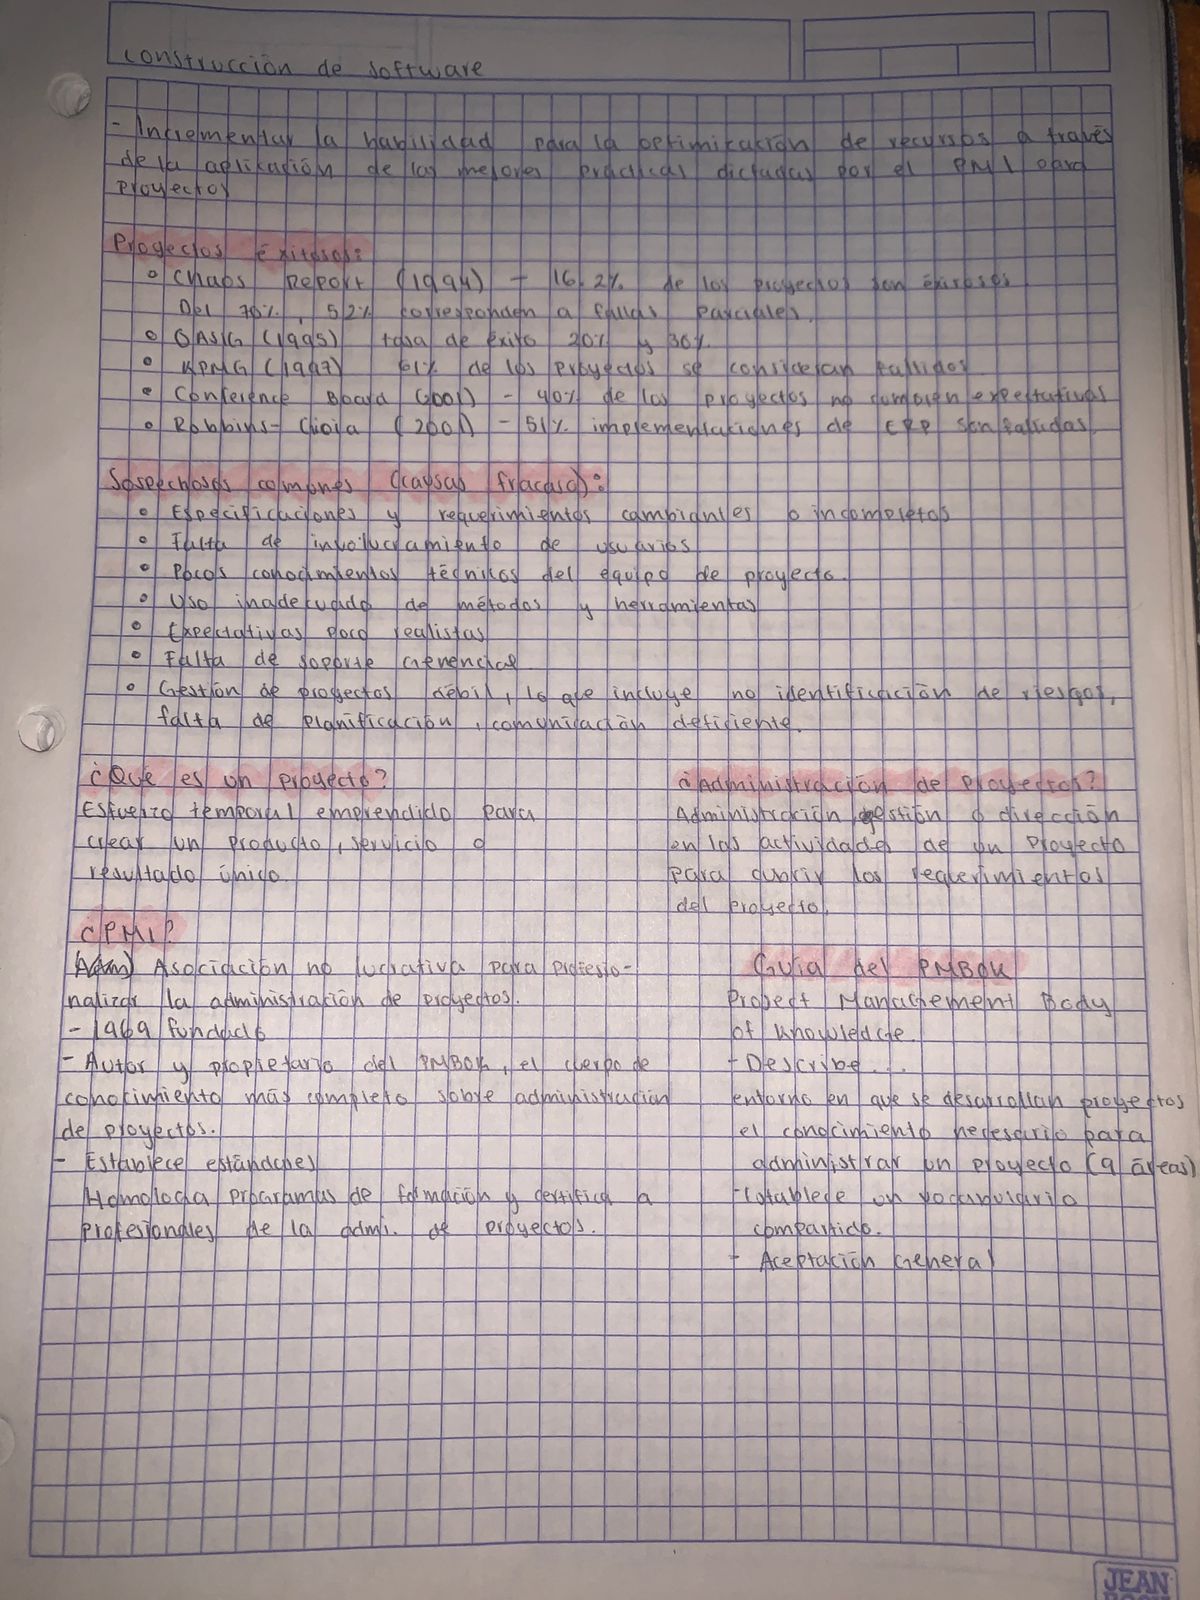 Construcción de software
- Incrementar la habilidad para la optimización de recursos a través
de la aplicación de las mejores prácticas dictadas por el PMI para
proyectos
Proyectos éxitosos:
° Chaos Report (1994) - 16.2% de los proyectos son éxitosos
Del 70%, 52% corresponden a fallas parciales.
° OASIG (1995) tasa de éxito 20% y 30%
° KPMG (1997) 61% de los proyectos se consideran fallidos
° Conference Board (2001) - 40% de los proyectos no cumplen expectativas
° Robbins-Gioia (2001) - 51% implementaciones de ERP son fallidas
Sospechosos comunes (causas fracaso):
° Especificaciones y requerimientos cambiantes o incompletos
° Falta de involucramiento de usuarios
° Pocos conocimientos técnicos del equipo de proyecto.
° Uso inadecuado de métodos y herramientas
° Expectativas poco realistas
° Falta de soporte Gerencial
° Gestión de proyectos débil, lo que incluye no identificación de riesgos,
falta de planificación, comunicación deficiente.
¿Qué es un proyecto?
Esfuerzo temporal emprendido para
crear un producto, servicio o
resultado único.
¿Administración de Proyectos?
Administración, gestión o dirección
en las actividades de un Proyecto
para cubrir los requerimientos
del proyecto.
¿PMI?
Asociación no lucrativa para profesio-
nalizar la administración de proyectos.
- 1969 fundado
- Autor y propietario del PMBOK, el cuerpo de
conocimiento más completo sobre administración
de proyectos.
- Establece estándares
Homologa programas de formación y certifica a
profesionales de la admi. de proyectos.
Guía del PMBOK
Project Management Body
of knowledge.
- Describe...
entorno en que se desarrollan proyectos
el conocimiento necesario para
administrar un proyecto (9 áreas)
- Establece un vocabulario
compartido.
- Aceptación General
JEAN